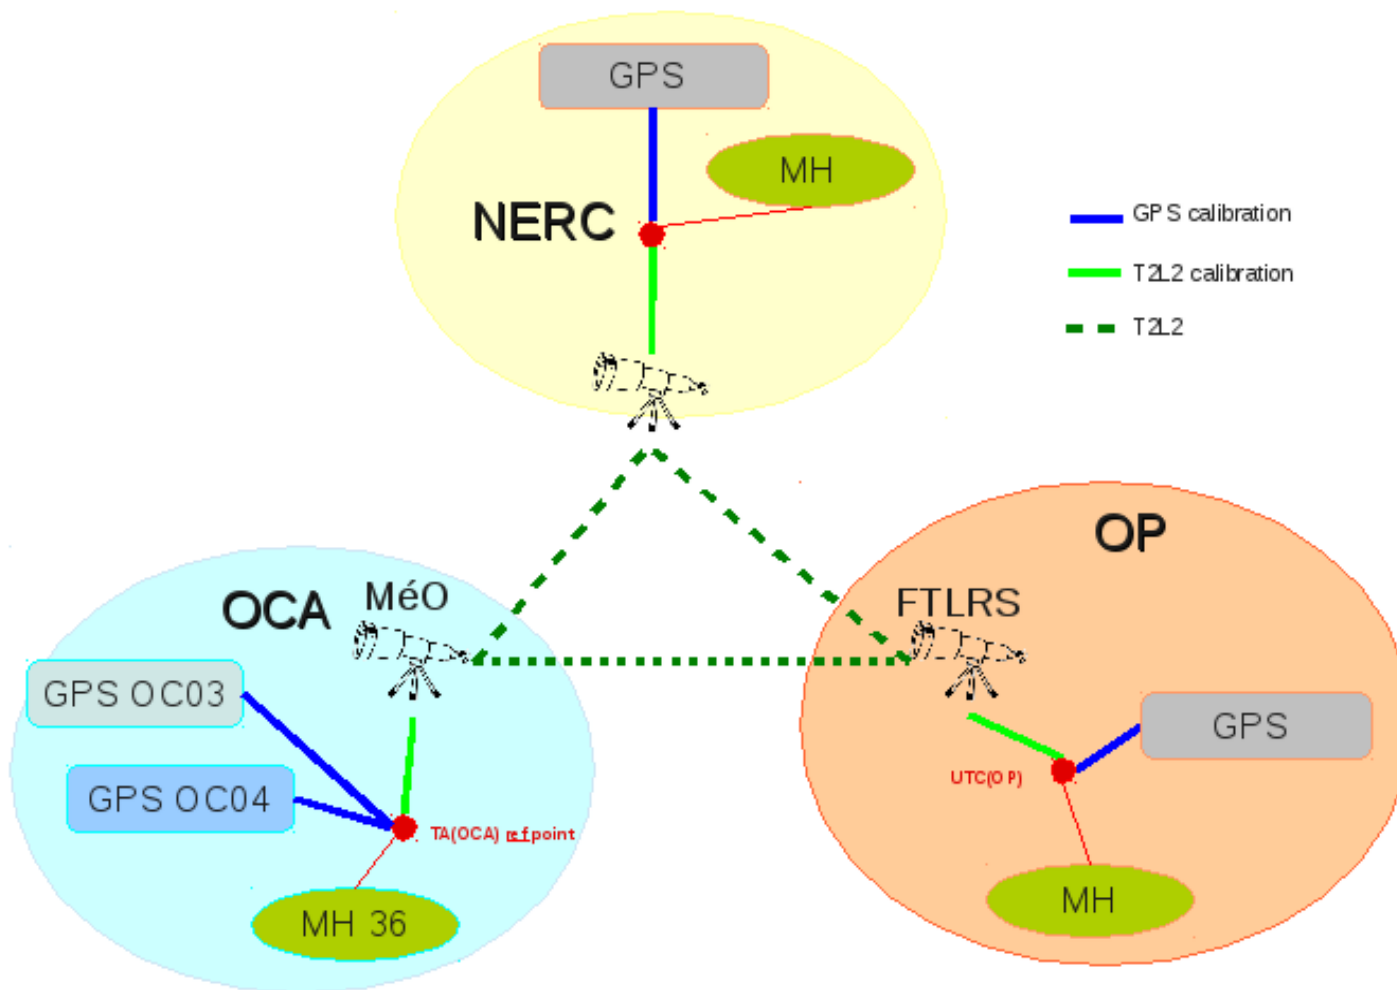 GPS
MH
NERC
GPS calibration
T2L2 calibration
T2L2
OP
MéO
OCA
FTLRS
GPS OC03
GPS
UTC(OP)
GPS OC04
TA(OCA) ref point
MH
MH 36